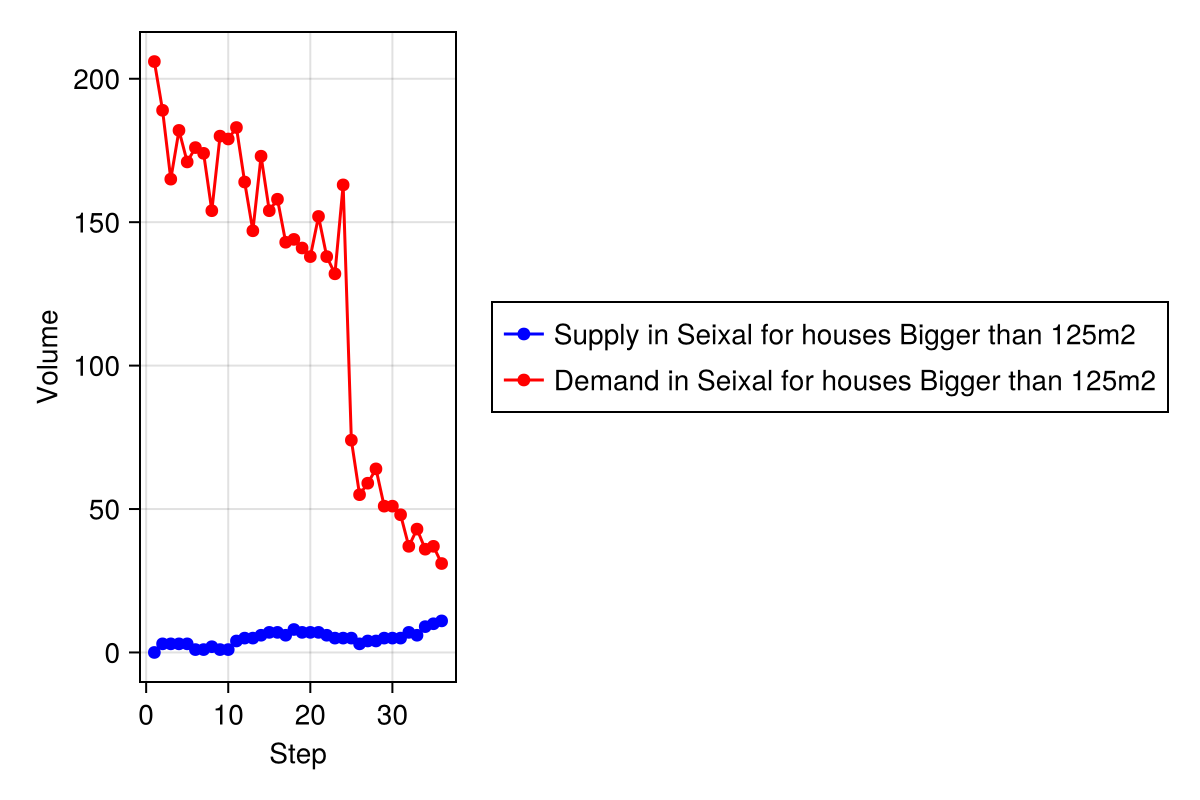 200
150
100
50
0
Volume
0 10 20 30
Step
Supply in Seixal for houses Bigger than 125m2
Demand in Seixal for houses Bigger than 125m2